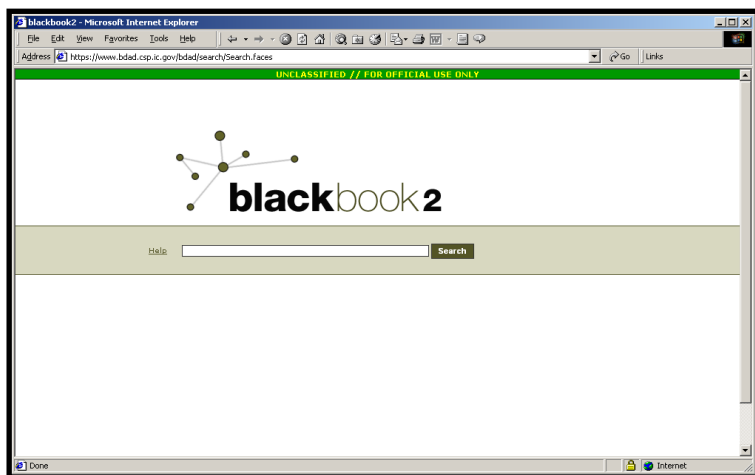 blackbook2 - Microsoft Internet Explorer
File Edit View Favorites Tools Help
Address https://www.bdad.csp.ic.gov/bdad/search/Search.faces Go Links
UNCLASSIFIED // FOR OFFICIAL USE ONLY
blackbook2
Help Search
Done Internet